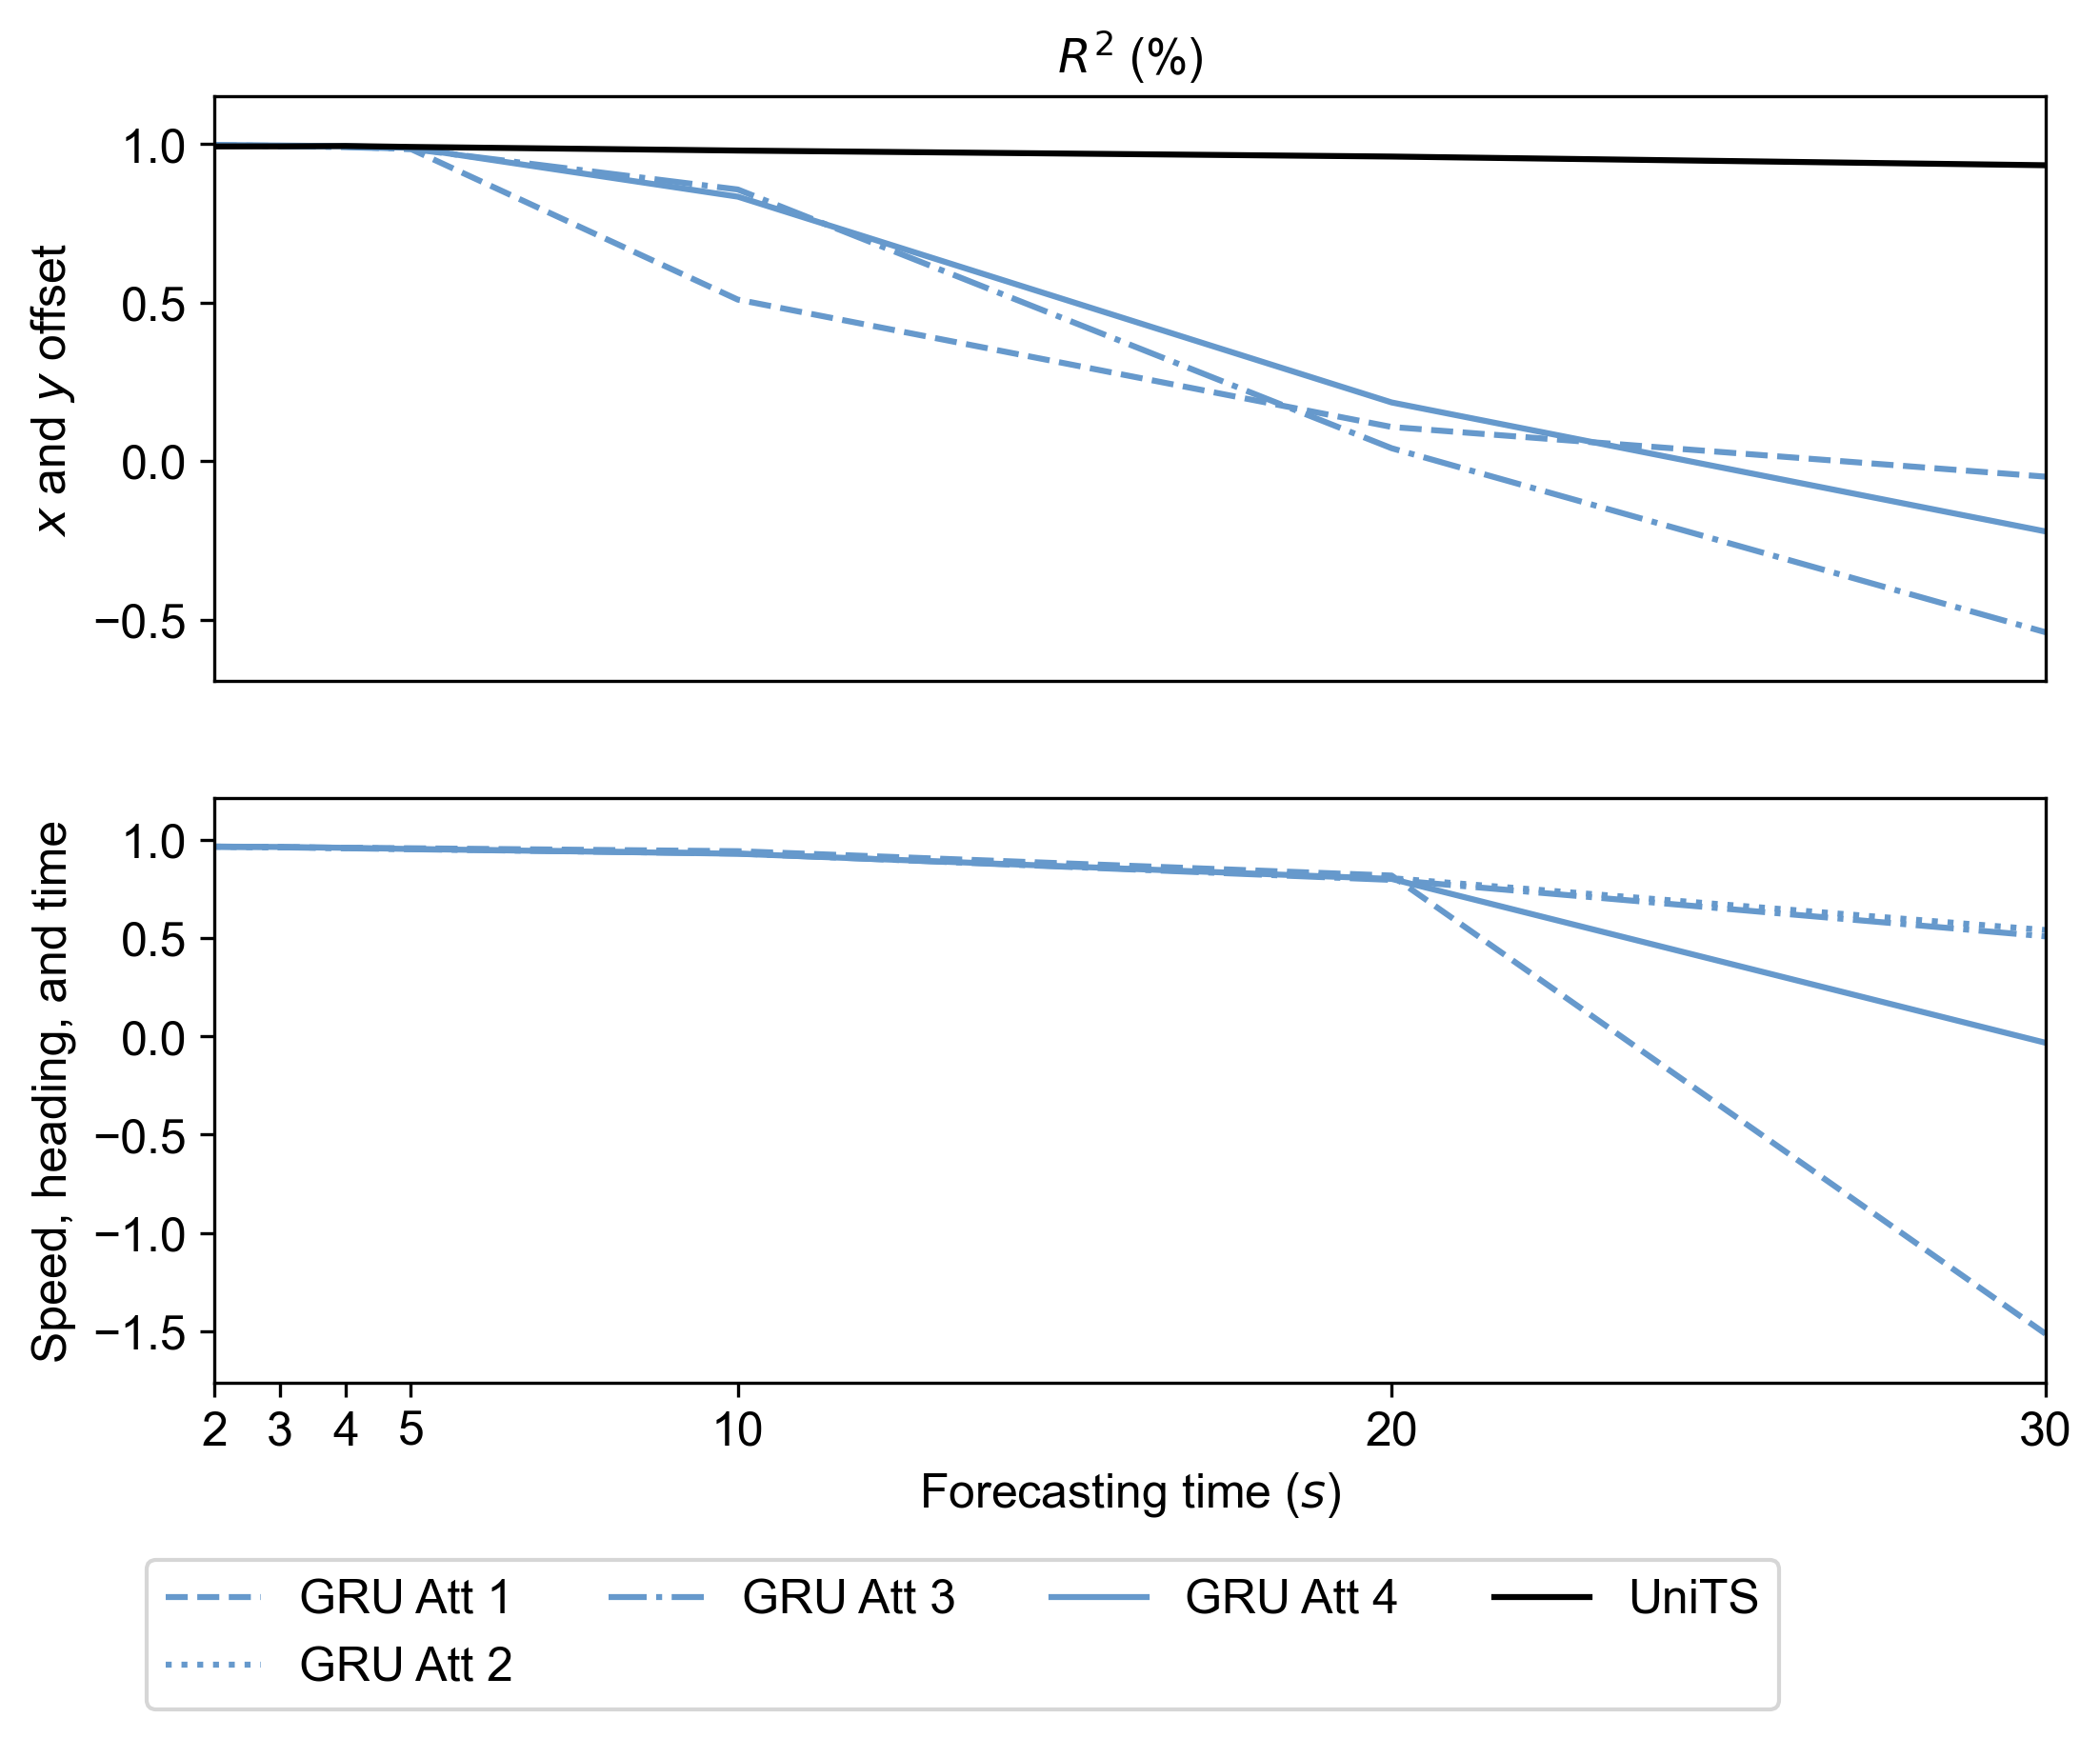 R² (%)
x and y offset
1.0
0.5
0.0
−0.5
Speed, heading, and time
1.0
0.5
0.0
−0.5
−1.0
−1.5
2 3 4 5 10 20 30
Forecasting time (s)
GRU Att 1 GRU Att 3 GRU Att 4 UniTS
GRU Att 2